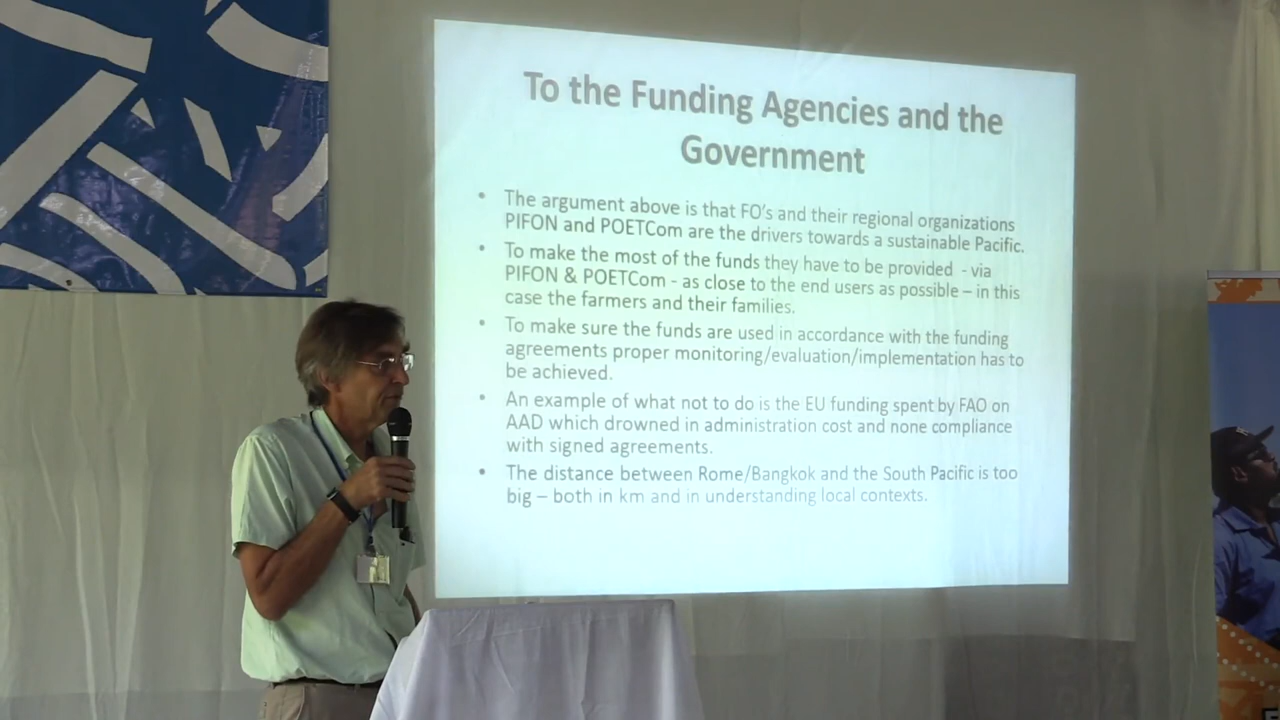 To the Funding Agencies and the
Government
• The argument above is that FO's and their regional organizations
PIFON and POETCom are the drivers towards a sustainable Pacific.
• To make the most of the funds they have to be provided - via
PIFON & POETCom - as close to the end users as possible – in this
case the farmers and their families.
• To make sure the funds are used in accordance with the funding
agreements proper monitoring/evaluation/implementation has to
be achieved.
• An example of what not to do is the EU funding spent by FAO on
AAD which drowned in administration cost and none compliance
with signed agreements.
• The distance between Rome/Bangkok and the South Pacific is too
big – both in km and in understanding local contexts.